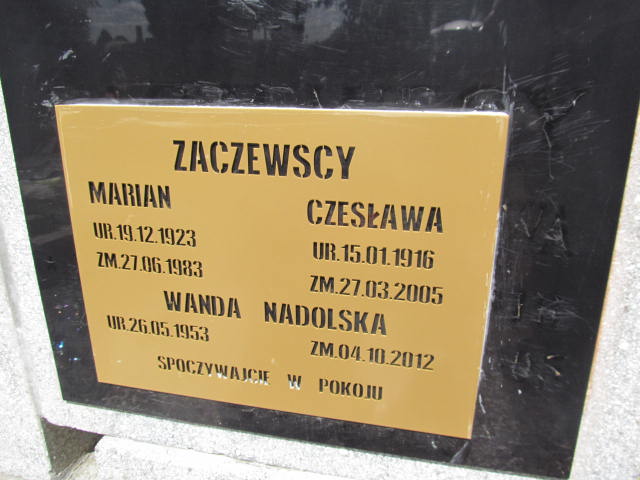 ZACZEWSCY
MARIAN
UR.19.12.1923
ZM.27.06.1983
CZESŁAWA
UR.15.01.1916
ZM.27.03.2005
WANDA NADOLSKA
UR.26.05.1953
ZM.04.10.2012
SPOCZYWAJCIE W POKOJU